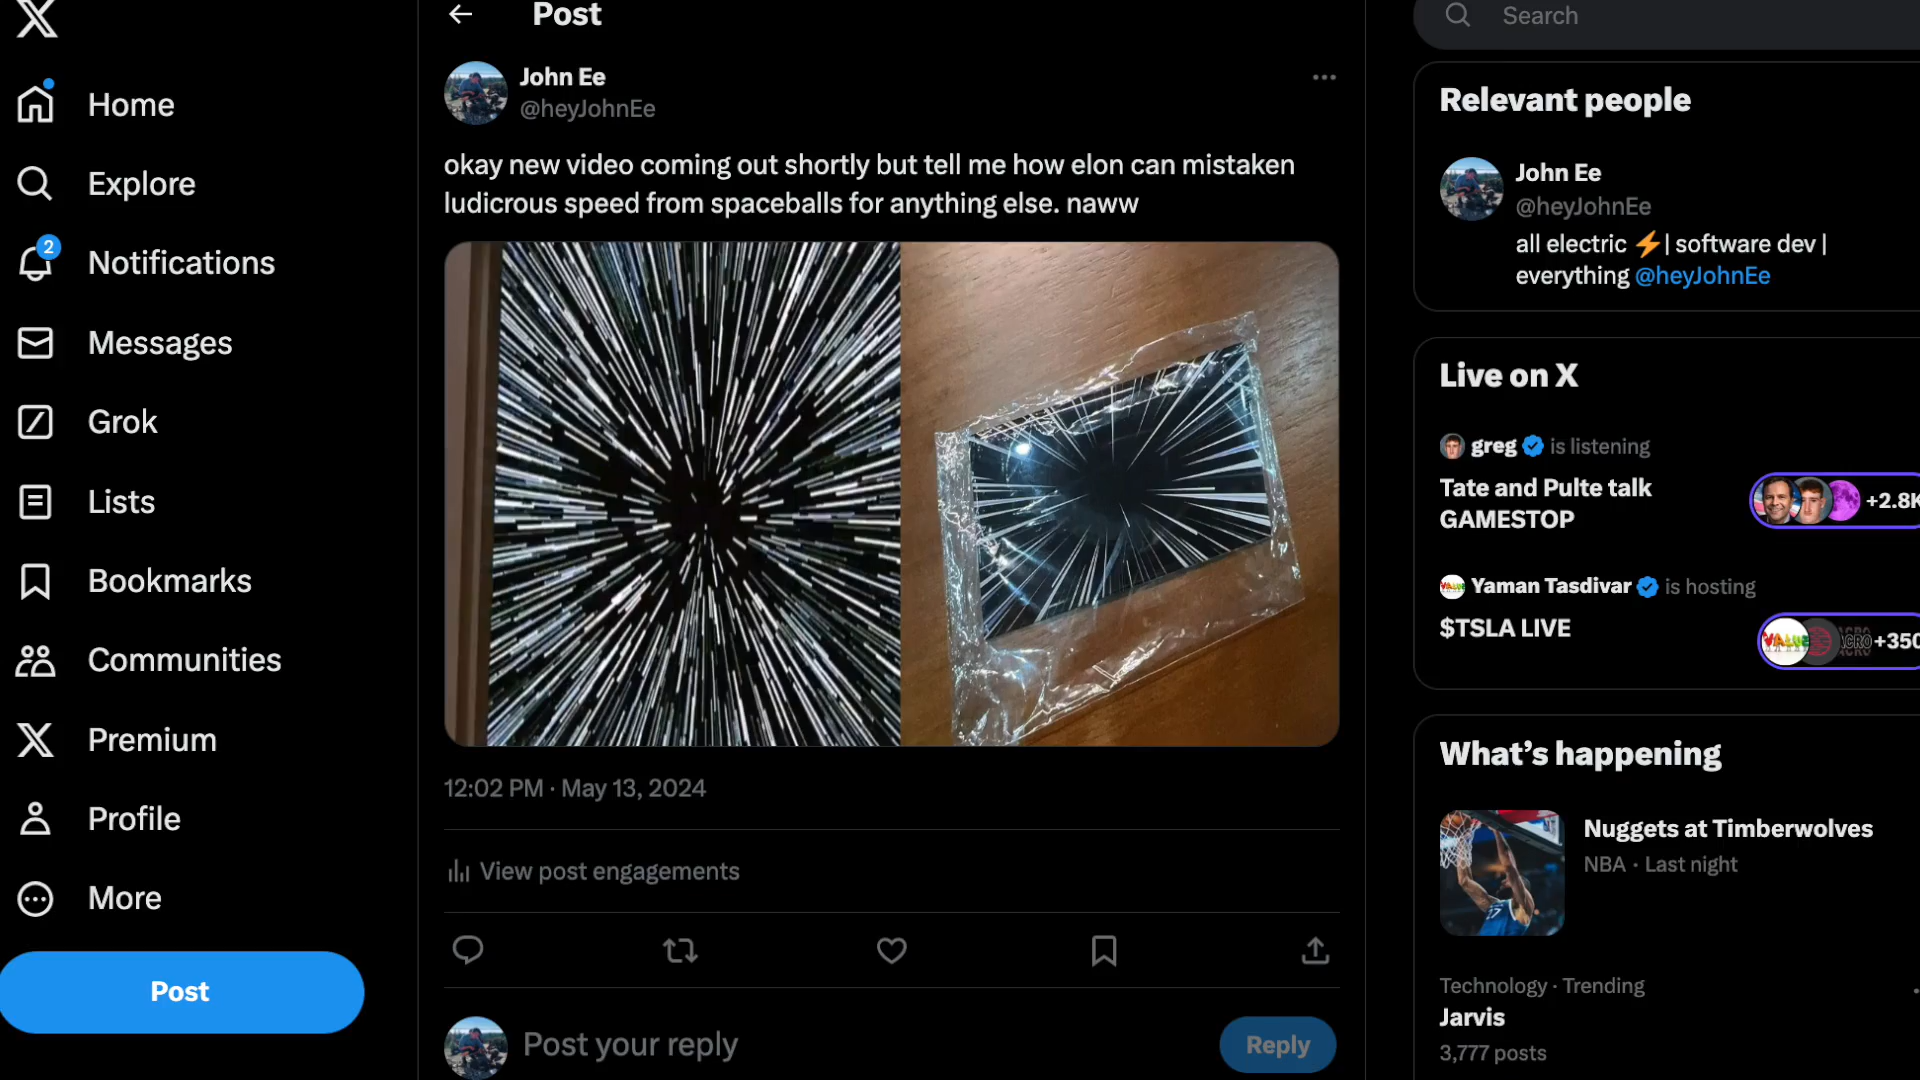 Home
Explore
2
Notifications
Messages
Grok
Lists
Bookmarks
Communities
Premium
Profile
More
Post
Post
John Ee
@heyJohnEe
okay new video coming out shortly but tell me how elon can mistaken
ludicrous speed from spaceballs for anything else. naww
12:02 PM · May 13, 2024
View post engagements
Post your reply
Reply
Search
Relevant people
John Ee
@heyJohnEe
all electric ⚡| software dev |
everything @heyJohnEe
Live on X
greg is listening
Tate and Pulte talk
GAMESTOP
+2.8K
Yaman Tasdivar is hosting
$TSLA LIVE
VALUE
ACRO
+350
What's happening
Nuggets at Timberwolves
NBA · Last night
Technology · Trending
Jarvis
3,777 posts